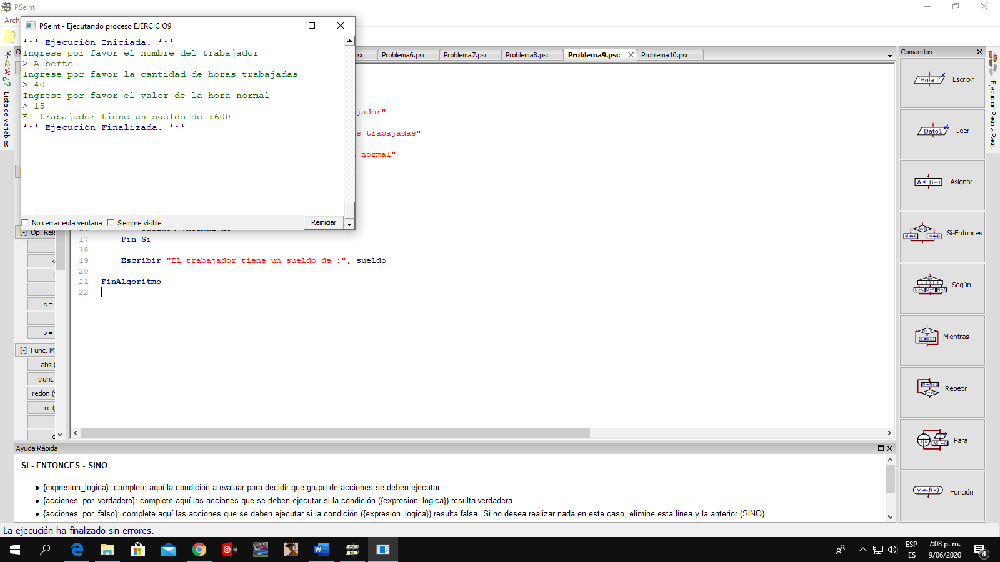 PSeInt
Archi
PSeInt - Ejecutando proceso EJERCICIO9
*** Ejecución Iniciada. ***
Ingrese por favor el nombre del trabajador
> Alberto
Ingrese por favor la cantidad de horas trabajadas
> 40
Ingrese por favor el valor de la hora normal
> 15
El trabajador tiene un sueldo de :600
*** Ejecución Finalizada. ***
No cerrar esta ventana
Siempre visible
Reiniciar
Lista de Variables
Problema6.psc
Problema7.psc
Problema8.psc
Problema9.psc
Problema10.psc
jador"
s trabajadas"
normal"
17 Fin Si
18
19 Escribir "El trabajador tiene un sueldo de :", sueldo
20
21 FinAlgoritmo
22
[-] Op. Rela
<
!
<=
>=
[-] Func. M
abs (
trunc
redon (
rc (
Comandos
'Hola !' Escribir
Dato1 Leer
A B+i Asignar
A>B M A M B Si-Entonces
Según
Mientras
Repetir
Para
y f(x) Función
Ejecución Paso a Paso
Ayuda Rápida
SI - ENTONCES - SINO
• {expresion_logica}: complete aquí la condición a evaluar para decidir que grupo de acciones se deben ejecutar.
• {acciones_por_verdadero}: complete aquí las acciones que se deben ejecutar si la condición ({expresion_logica}) resulta verdadera.
• {acciones_por_falso}: complete aquí las acciones que se deben ejecutar si la condición ({expresion_logica}) resulta falsa. Si no desea realizar nada en este caso, elimine esta linea y la anterior (SINO).
La ejecución ha finalizado sin errores.
ESP
ES
7:08 p. m.
9/06/2020
4